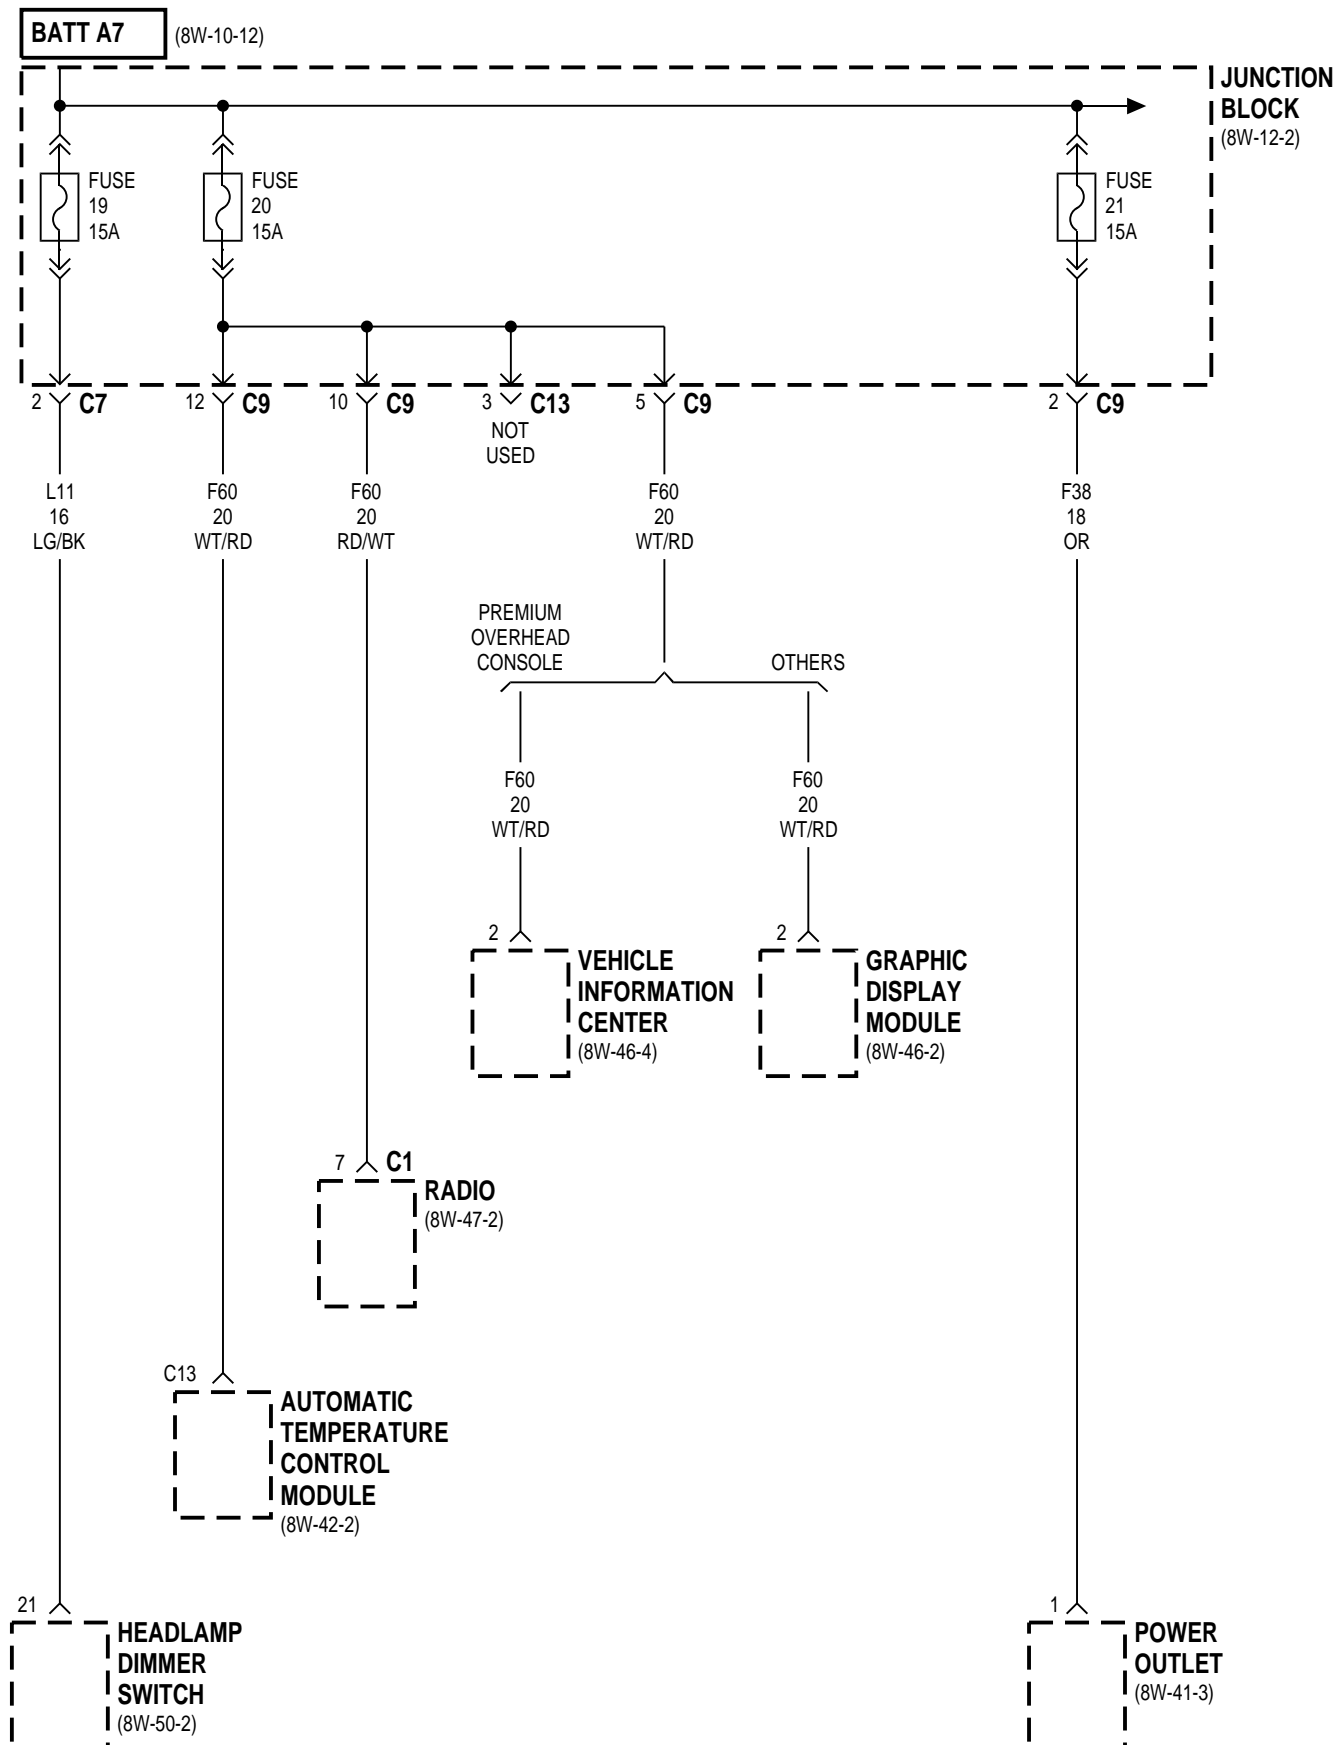 BATT A7 (8W-10-12)
JUNCTION
BLOCK
(8W-12-2)
FUSE
19
15A
FUSE
20
15A
FUSE
21
15A
2 C7
12 C9
10 C9
3 C13
NOT
USED
5 C9
2 C9
L11
16
LG/BK
F60
20
WT/RD
F60
20
RD/WT
F60
20
WT/RD
F38
18
OR
PREMIUM
OVERHEAD
CONSOLE
OTHERS
F60
20
WT/RD
F60
20
WT/RD
2
VEHICLE
INFORMATION
CENTER
(8W-46-4)
2
GRAPHIC
DISPLAY
MODULE
(8W-46-2)
7 C1
RADIO
(8W-47-2)
C13
AUTOMATIC
TEMPERATURE
CONTROL
MODULE
(8W-42-2)
21
HEADLAMP
DIMMER
SWITCH
(8W-50-2)
1
POWER
OUTLET
(8W-41-3)